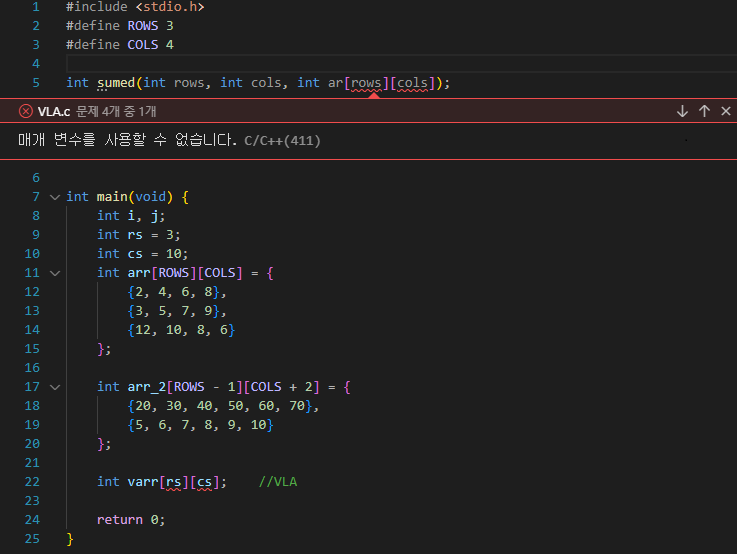 1 #include <stdio.h>
2 #define ROWS 3
3 #define COLS 4
4
5 int sumed(int rows, int cols, int ar[rows][cols]);
VLA.c 문제 4개 중 1개
매개 변수를 사용할 수 없습니다. C/C++(411)
6
7 int main(void) {
8 int i, j;
9 int rs = 3;
10 int cs = 10;
11 int arr[ROWS][COLS] = {
12 {2, 4, 6, 8},
13 {3, 5, 7, 9},
14 {12, 10, 8, 6}
15 };
16
17 int arr_2[ROWS - 1][COLS + 2] = {
18 {20, 30, 40, 50, 60, 70},
19 {5, 6, 7, 8, 9, 10}
20 };
21
22 int varr[rs][cs]; //VLA
23
24 return 0;
25 }